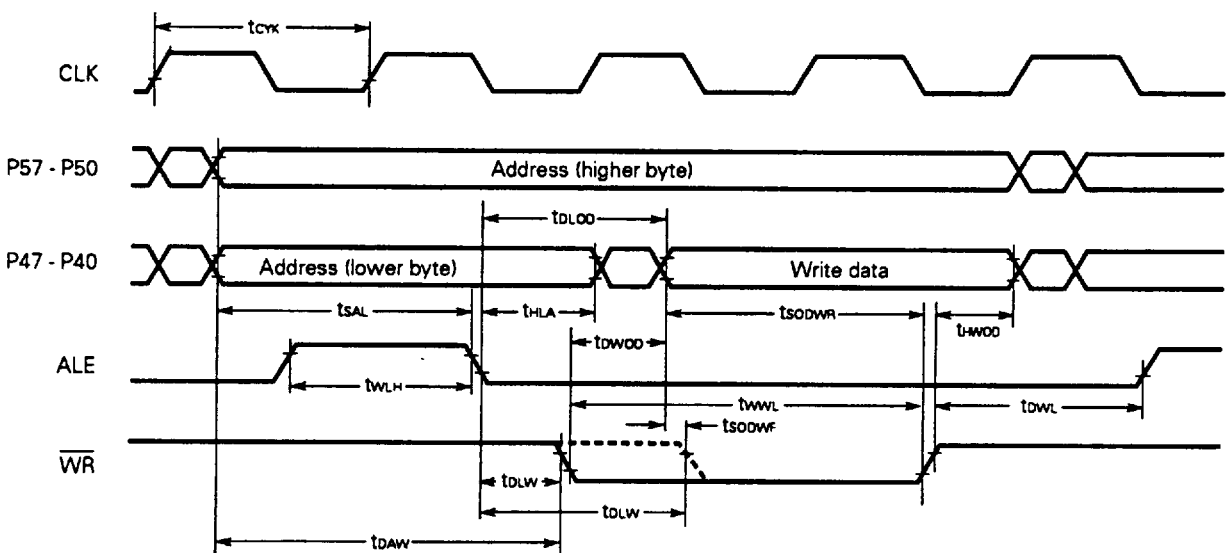 tCYK
CLK
P57 - P50
Address (higher byte)
tDLOD
P47 - P40
Address (lower byte)
Write data
tSAL
tHLA
tSODWR
tHWOD
tDWOD
ALE
tWLH
tWWL
tDWL
tSODWF
WR
tDLW
tDLW
tDAW